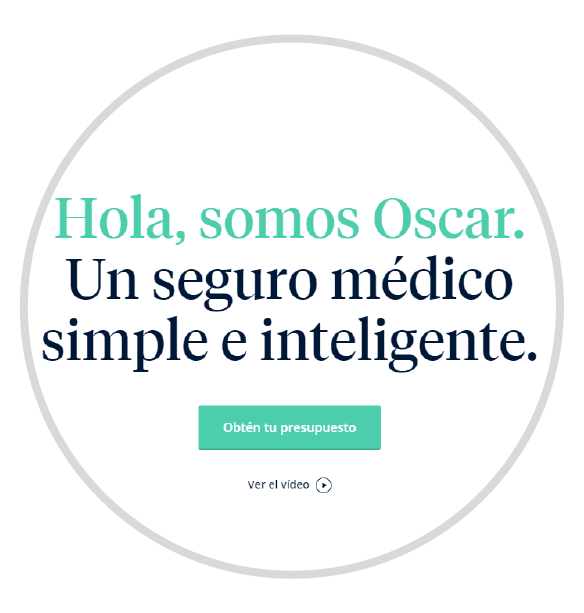 Hola, somos Oscar.
Un seguro médico
simple e inteligente.
Obtén tu presupuesto
Ver el vídeo